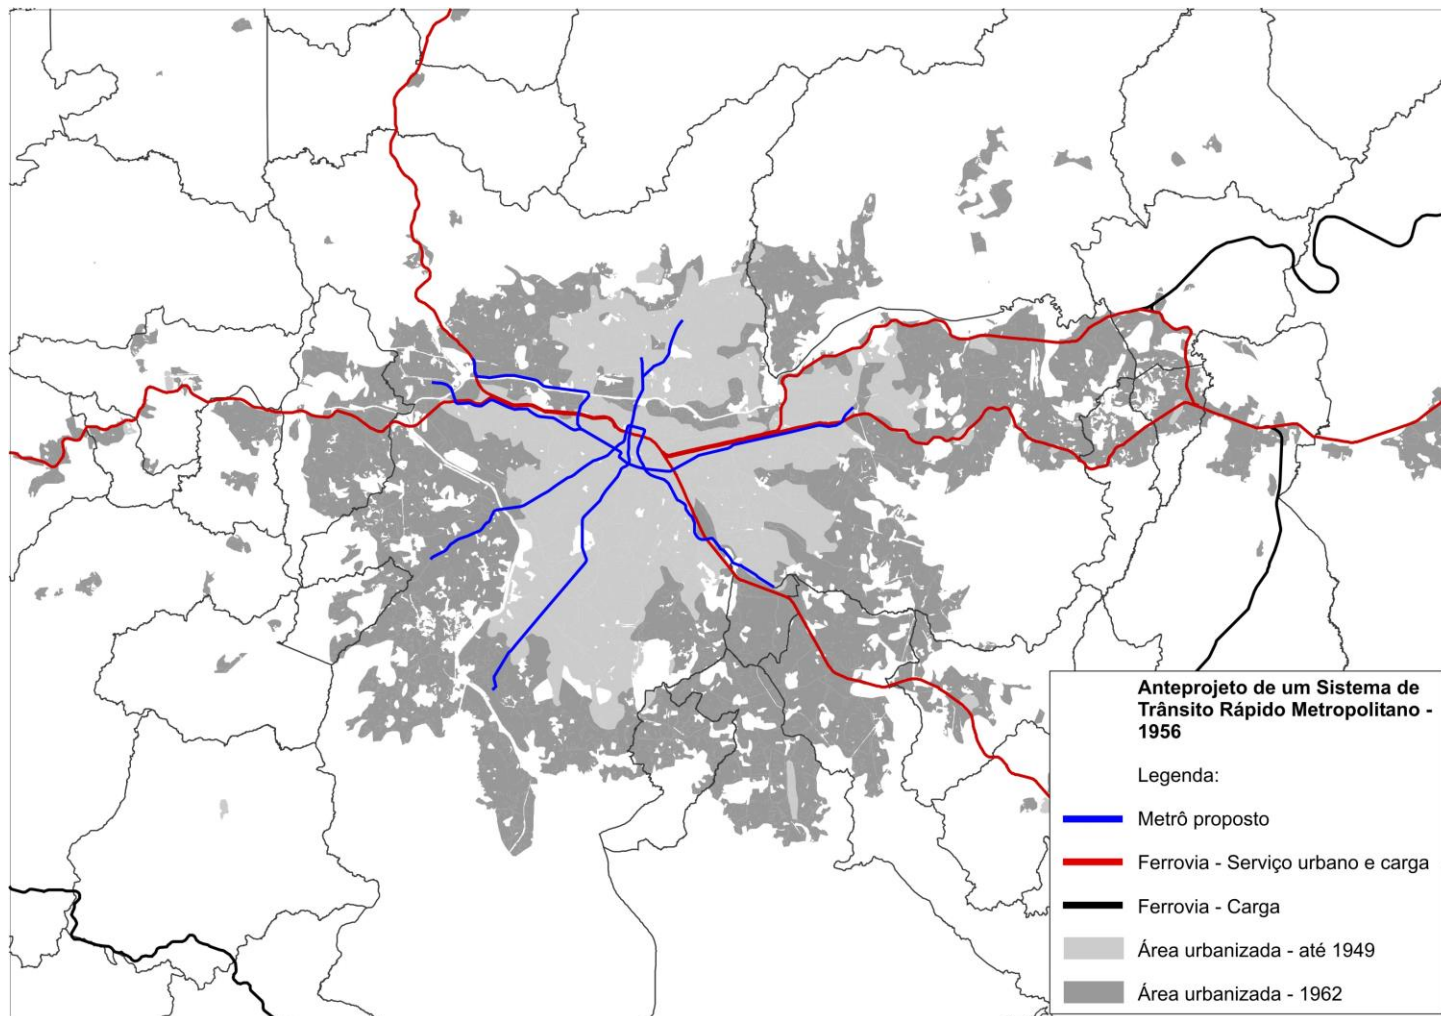 Anteprojeto de um Sistema de
Trânsito Rápido Metropolitano -
1956
Legenda:
Metrô proposto
Ferrovia - Serviço urbano e carga
Ferrovia - Carga
Área urbanizada - até 1949
Área urbanizada - 1962